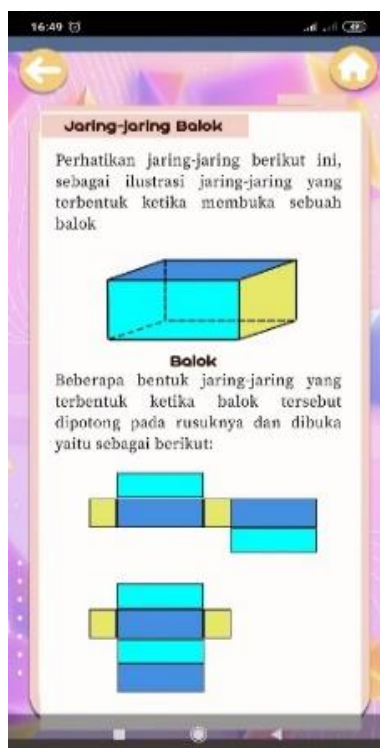 16:49
49
Jaring-jaring Balok
Perhatikan jaring-jaring berikut ini,
sebagai ilustrasi jaring-jaring yang
terbentuk ketika membuka sebuah
balok
Balok
Beberapa bentuk jaring-jaring yang
terbentuk ketika balok tersebut
dipotong pada rusuknya dan dibuka
yaitu sebagai berikut: